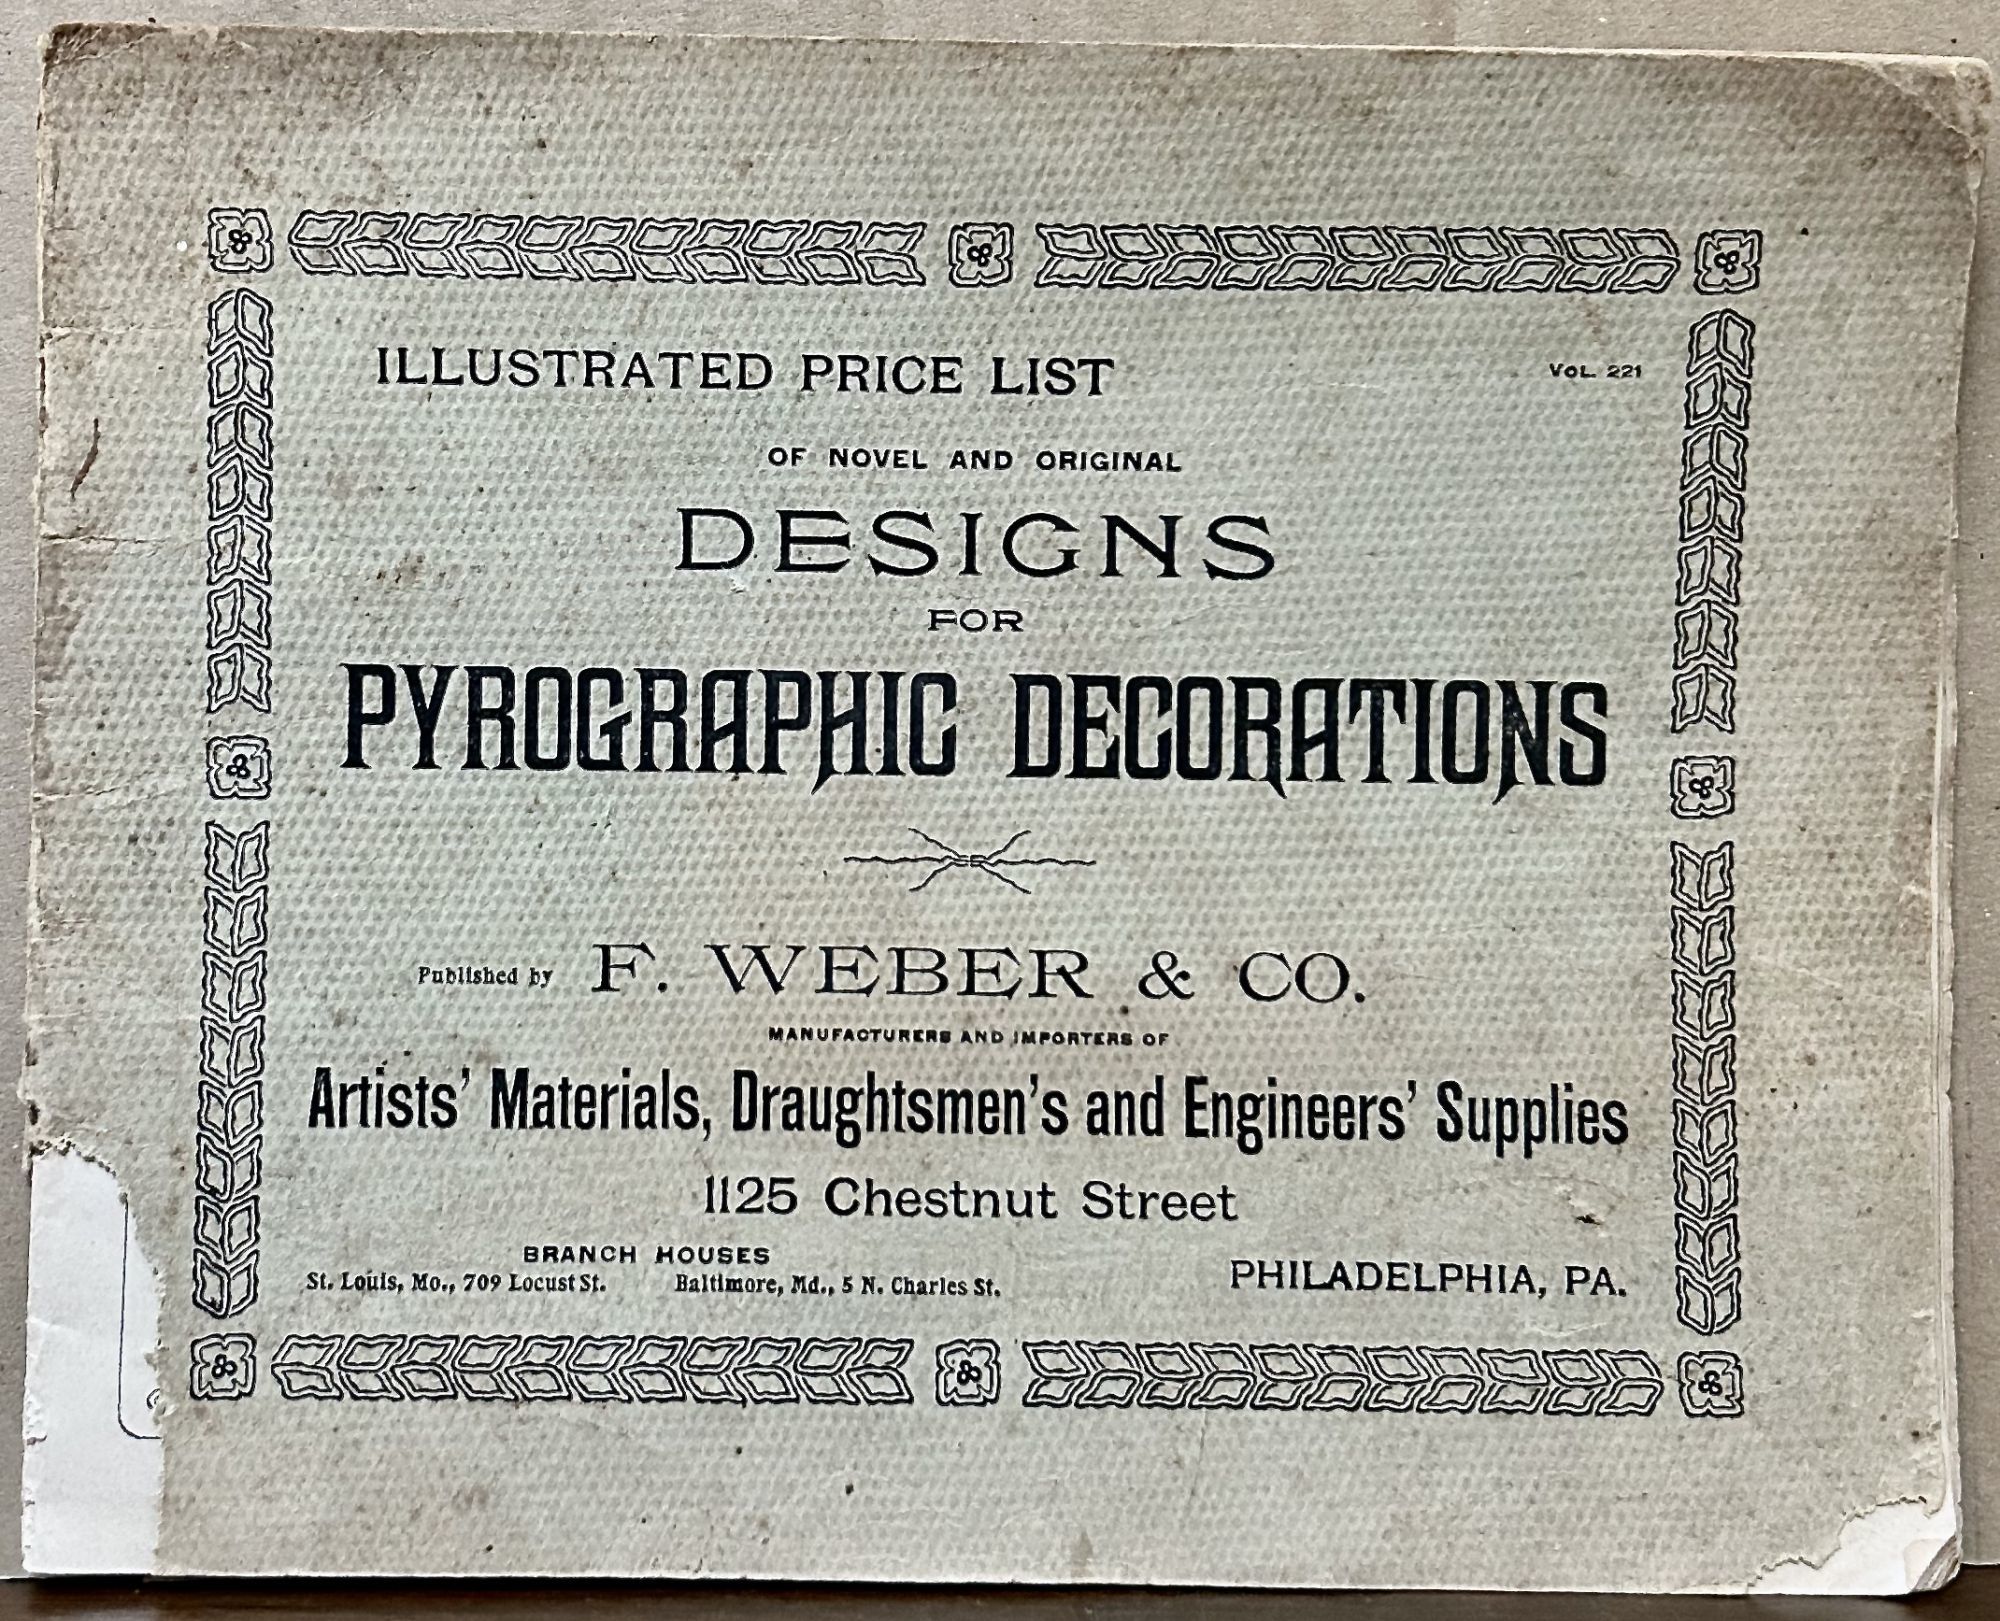 ILLUSTRATED PRICE LIST
VOL. 221
OF NOVEL AND ORIGINAL
DESIGNS
FOR
PYROGRAPHIC DECORATIONS
Published by F. WEBER & CO.
MANUFACTURERS AND IMPORTERS OF
Artists' Materials, Draughtsmen's and Engineers' Supplies
1125 Chestnut Street
BRANCH HOUSES
St. Louis, Mo., 709 Locust St. Baltimore, Md., 5 N. Charles St.
PHILADELPHIA, PA.